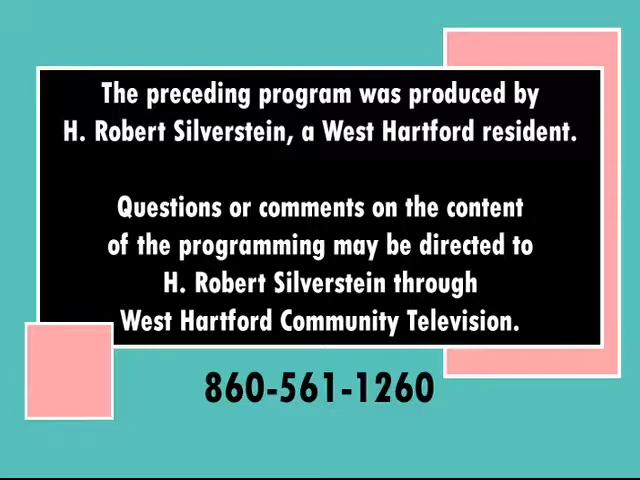 The preceding program was produced by
H. Robert Silverstein, a West Hartford resident.
Questions or comments on the content
of the programming may be directed to
H. Robert Silverstein through
West Hartford Community Television.
860-561-1260